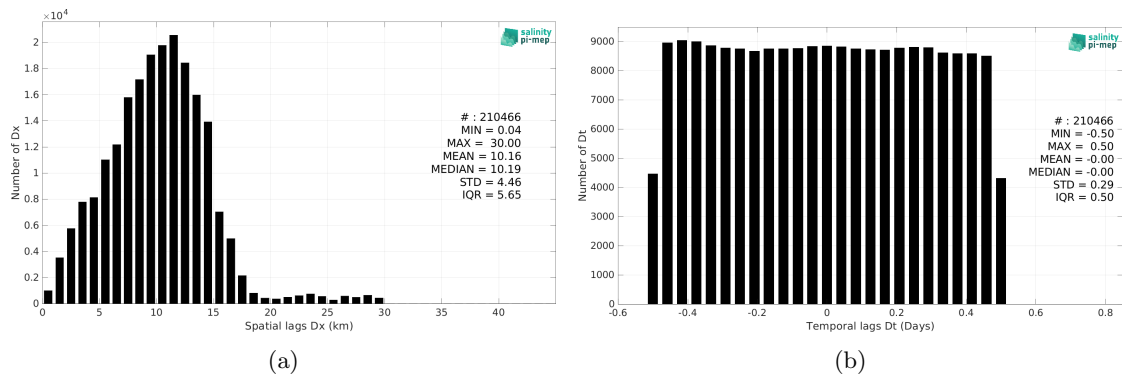 ×10⁴
2
1.8
1.6
1.4
1.2
1
0.8
0.6
0.4
0.2
0
Number of Dx
salinity
pi-mep
# : 210466
MIN = 0.04
MAX = 30.00
MEAN = 10.16
MEDIAN = 10.19
STD = 4.46
IQR = 5.65
0 5 10 15 20 25 30 35 40
Spatial lags Dx (km)
(a)
9000
8000
7000
6000
5000
4000
3000
2000
1000
0
Number of Dt
salinity
pi-mep
# : 210466
MIN = -0.50
MAX = 0.50
MEAN = -0.00
MEDIAN = -0.00
STD = 0.29
IQR = 0.50
-0.6 -0.4 -0.2 0 0.2 0.4 0.6 0.8
Temporal lags Dt (Days)
(b)